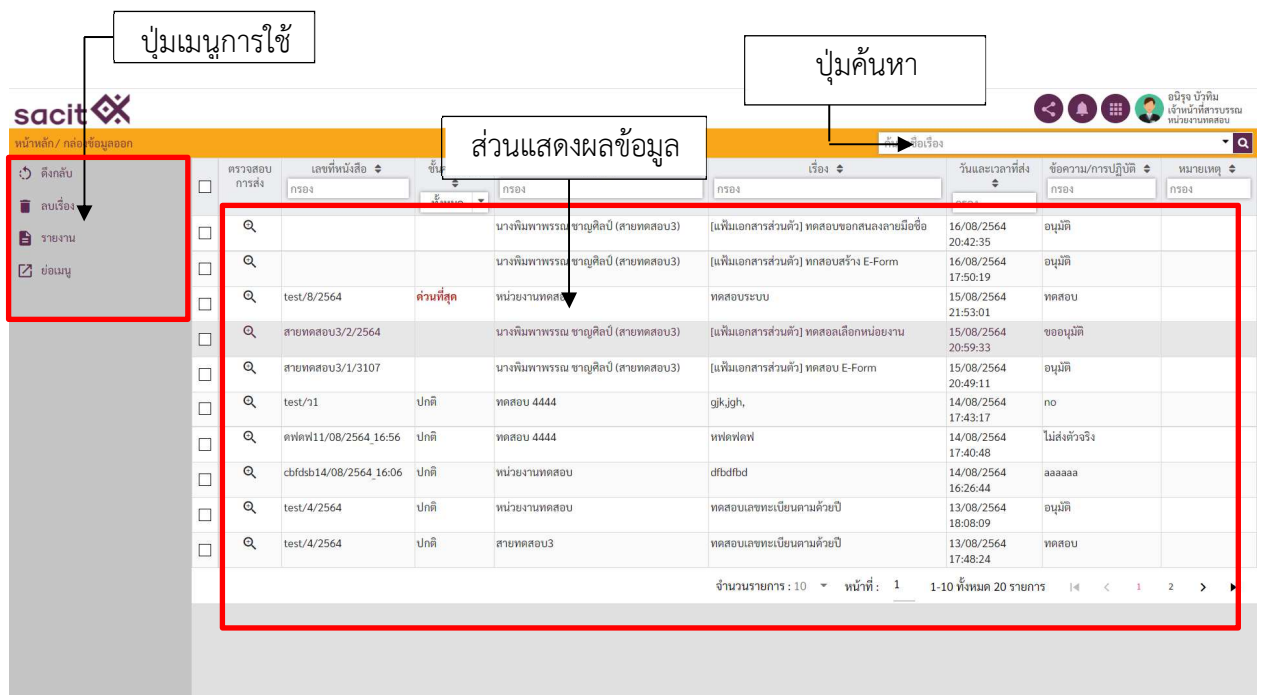 ปุ่มเมนูการใช้
ปุ่มค้นหา
sacit
อนิรุจ บัวทิม
เจ้าหน้าที่สารบรรณ
หน่วยงานทดสอบ
หน้าหลัก/ กล่องข้อมูลออก
ส่วนแสดงผลข้อมูล
ดึงกลับ
ลบเรื่อง
รายงาน
ย่อเมนู
ตรวจสอบการส่ง เลขที่หนังสือ เรื่อง วันและเวลาที่ส่ง ข้อความ/การปฏิบัติ หมายเหตุ
กรอง กรอง กรอง กรอง กรอง
นางพิมพาพรรณ ชาญศิลป์ (สายทดสอบ3) [แฟ้มเอกสารส่วนตัว] ทดสอบขอกสนลงลายมือชื่อ 16/08/2564 20:42:35 อนุมัติ
นางพิมพาพรรณ ชาญศิลป์ (สายทดสอบ3) [แฟ้มเอกสารส่วนตัว] ทกสอบสร้าง E-Form 16/08/2564 17:50:19 อนุมัติ
test/8/2564 ด่วนที่สุด หน่วยงานทดสอบ ทดสอบระบบ 15/08/2564 21:53:01 ทดสอบ
สายทดสอบ3/2/2564 นางพิมพาพรรณ ชาญศิลป์ (สายทดสอบ3) [แฟ้มเอกสารส่วนตัว] ทดสอลเลือกหน่อยงาน 15/08/2564 20:59:33 ขออนุมัติ
สายทดสอบ3/1/3107 นางพิมพาพรรณ ชาญศิลป์ (สายทดสอบ3) [แฟ้มเอกสารส่วนตัว] ทดสอบ E-Form 15/08/2564 20:49:11 อนุมัติ
test/ว1 ปกติ ทดสอบ 4444 gjk,jgh, 14/08/2564 17:43:17 no
ดฟดฟ11/08/2564_16:56 ปกติ ทดสอบ 4444 หฟดฟดฟ 14/08/2564 17:40:48 ไม่ส่งตัวจริง
cbfdsb14/08/2564_16:06 ปกติ หน่วยงานทดสอบ dfbdfbd 14/08/2564 16:26:44 aaaaaa
test/4/2564 ปกติ หน่วยงานทดสอบ ทดสอบเลขทะเบียนตามด้วยปี 13/08/2564 18:08:09 อนุมัติ
test/4/2564 ปกติ สายทดสอบ3 ทดสอบเลขทะเบียนตามด้วยปี 13/08/2564 17:48:24 ทดสอบ
จำนวนรายการ : 10 หน้าที่ : 1 1-10 ทั้งหมด 20 รายการ 1 2